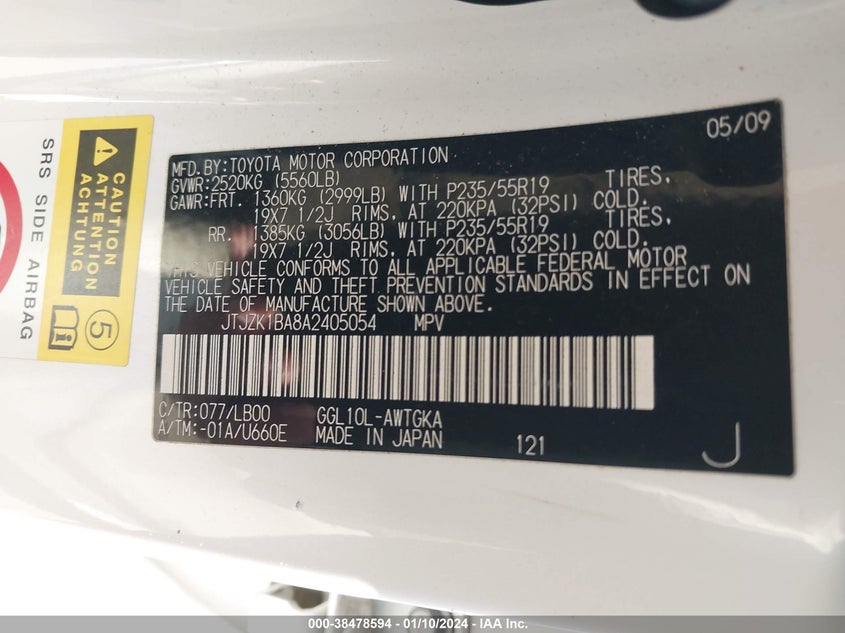 05/09
MFD.BY:TOYOTA MOTOR CORPORATION
GVWR:2520KG (5560LB)
GAWR:FRT. 1360KG (2999LB) WITH P235/55R19 TIRES,
19X7 1/2J RIMS, AT 220KPA (32PSI) COLD.
RR. 1385KG (3056LB) WITH P235/55R19 TIRES,
19X7 1/2J RIMS, AT 220KPA (32PSI) COLD.
THIS VEHICLE CONFORMS TO ALL APPLICABLE FEDERAL MOTOR
VEHICLE SAFETY AND THEFT PREVENTION STANDARDS IN EFFECT ON
THE DATE OF MANUFACTURE SHOWN ABOVE.
JTJZK1BA8A2405054 MPV
C/TR:077/LB00 GGL10L-AWTGKA
A/TM:-01A/U660E MADE IN JAPAN 121 J
CAUTION
ATTENTION
ACHTUNG
5
SRS SIDE AIRBAG
000-38478594 - 01/10/2024 - IAA Inc.